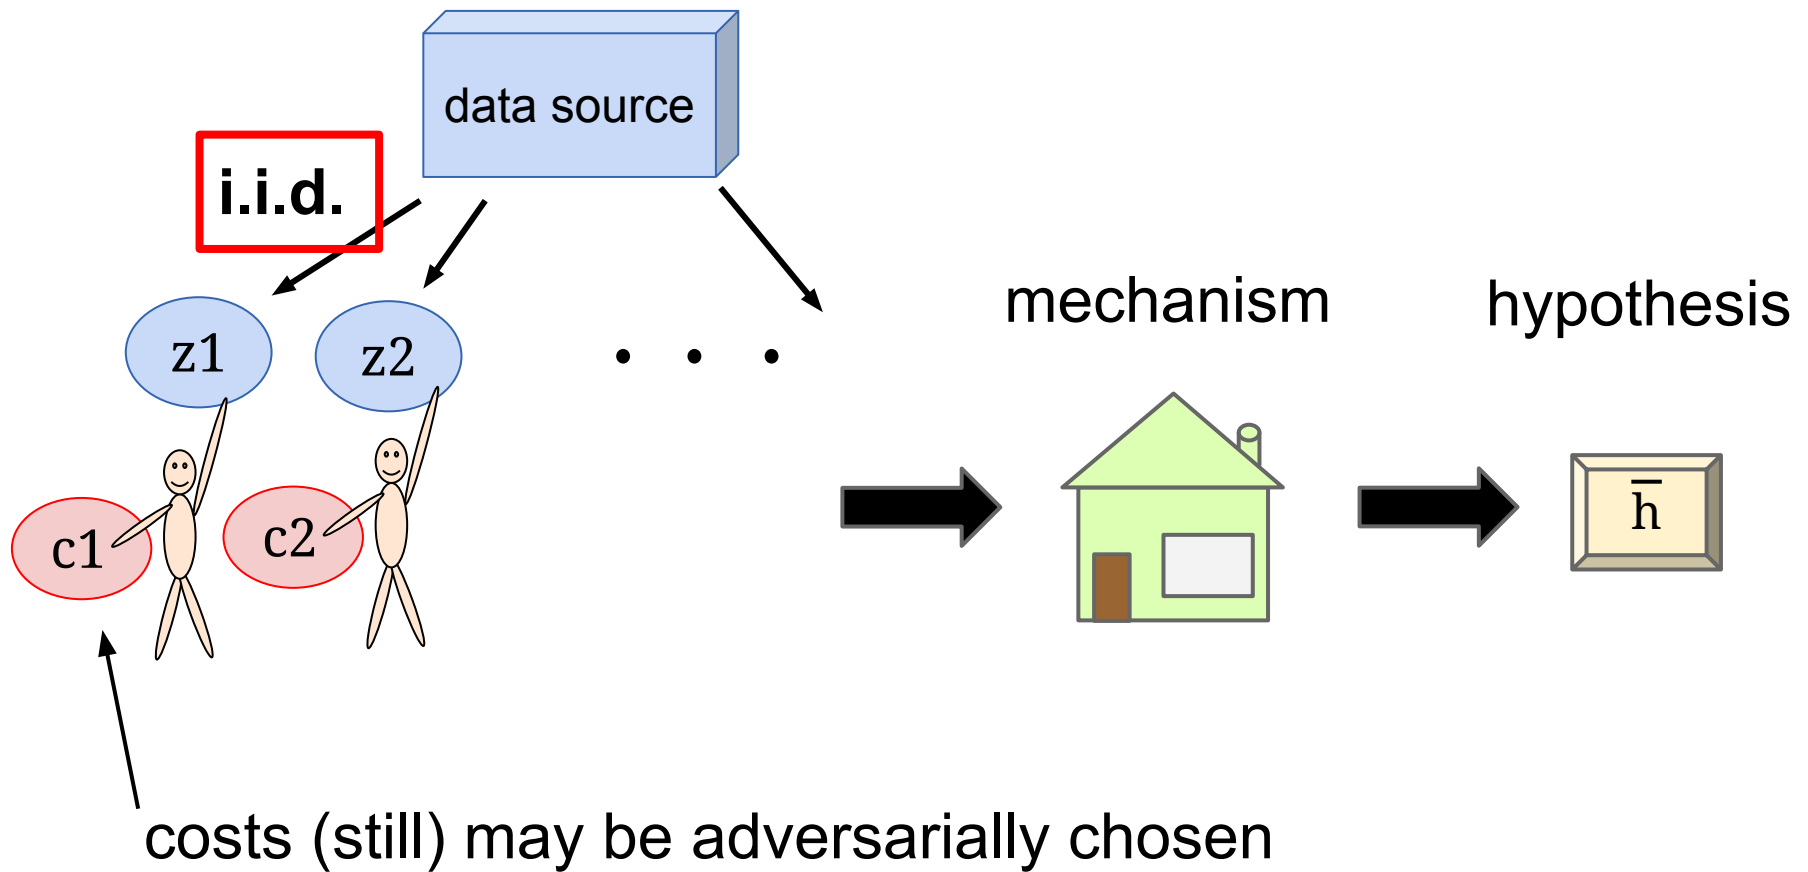 data source
i.i.d.
mechanism
hypothesis
z1
z2
. . .
c1
c2
h̅
costs (still) may be adversarially chosen